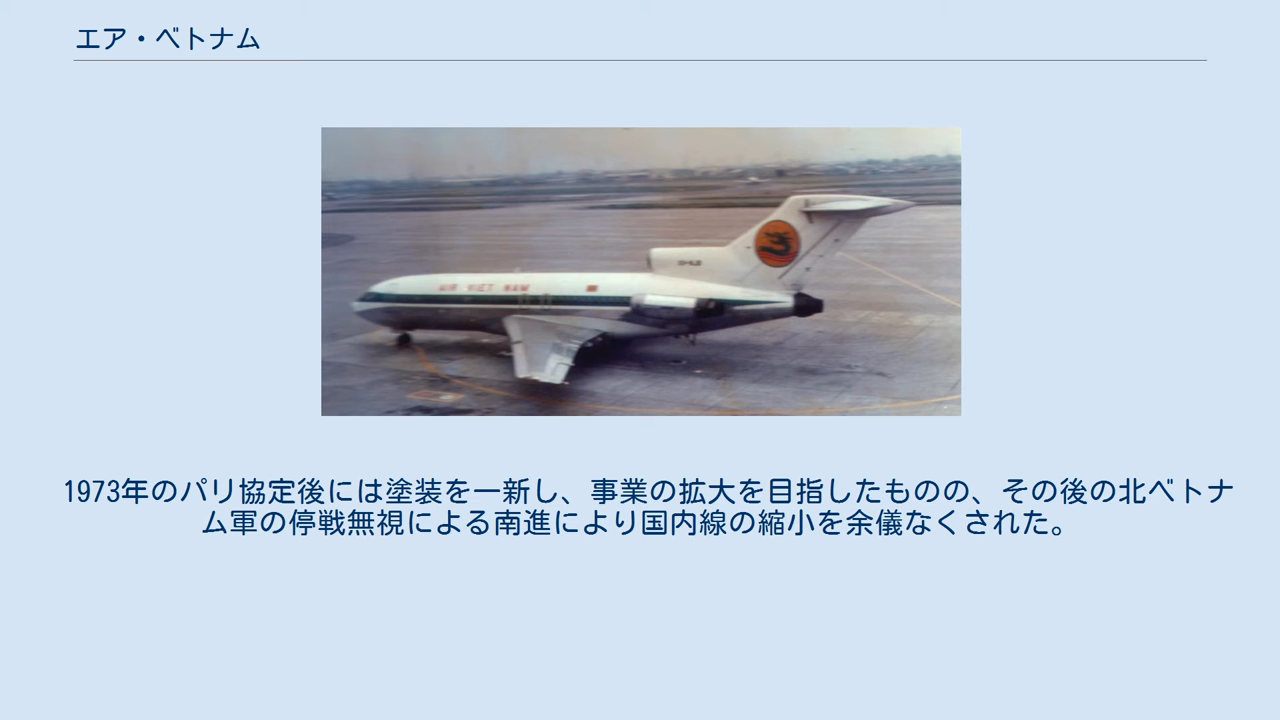 エア・ベトナム
AIR VIET NAM
1973年のパリ協定後には塗装を一新し、事業の拡大を目指したものの、その後の北ベトナ
ム軍の停戦無視による南進により国内線の縮小を余儀なくされた。